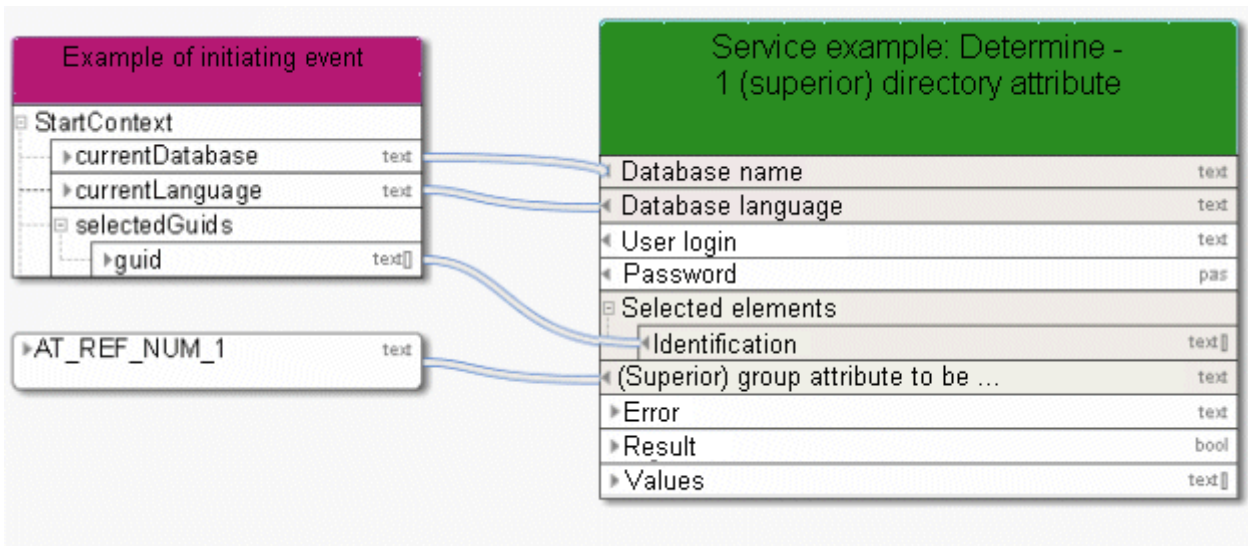 Example of initiating event
StartContext
currentDatabase text
currentLanguage text
selectedGuids
guid text[]
AT_REF_NUM_1 text
Service example: Determine -
1 (superior) directory attribute
Database name text
Database language text
User login text
Password pas
Selected elements
Identification text[]
(Superior) group attribute to be ... text
Error text
Result bool
Values text[]